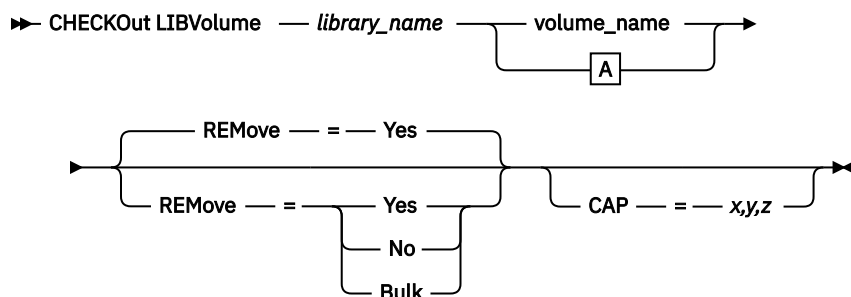 CHECKOut LIBVolume library_name volume_name
A
REMove = Yes
REMove = Yes CAP = x,y,z
No
Bulk